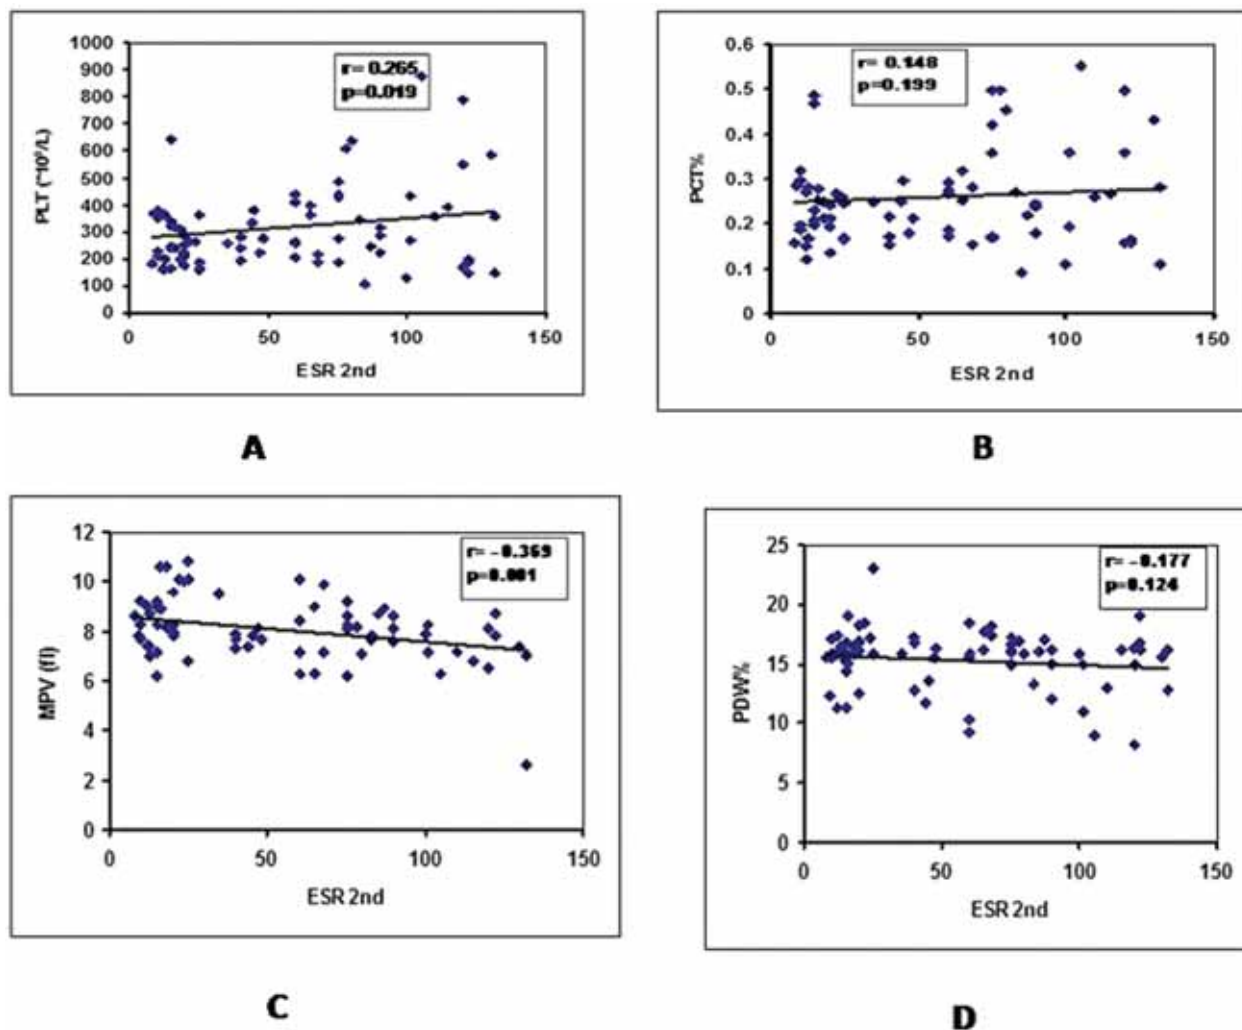 1000
900
800
700
600
500
400
300
200
100
0
0 50 100 150
PLT (*10⁹/L)
ESR 2nd
r= 0.265
p=0.019
A
0.6
0.5
0.4
0.3
0.2
0.1
0
0 50 100 150
PCT%
ESR 2nd
r= 0.148
p=0.199
B
12
10
8
6
4
2
0
0 50 100 150
MPV (fl)
ESR 2nd
r= -0.369
p=0.001
C
25
20
15
10
5
0
0 50 100 150
PDW%
ESR 2nd
r= -0.177
p=0.124
D